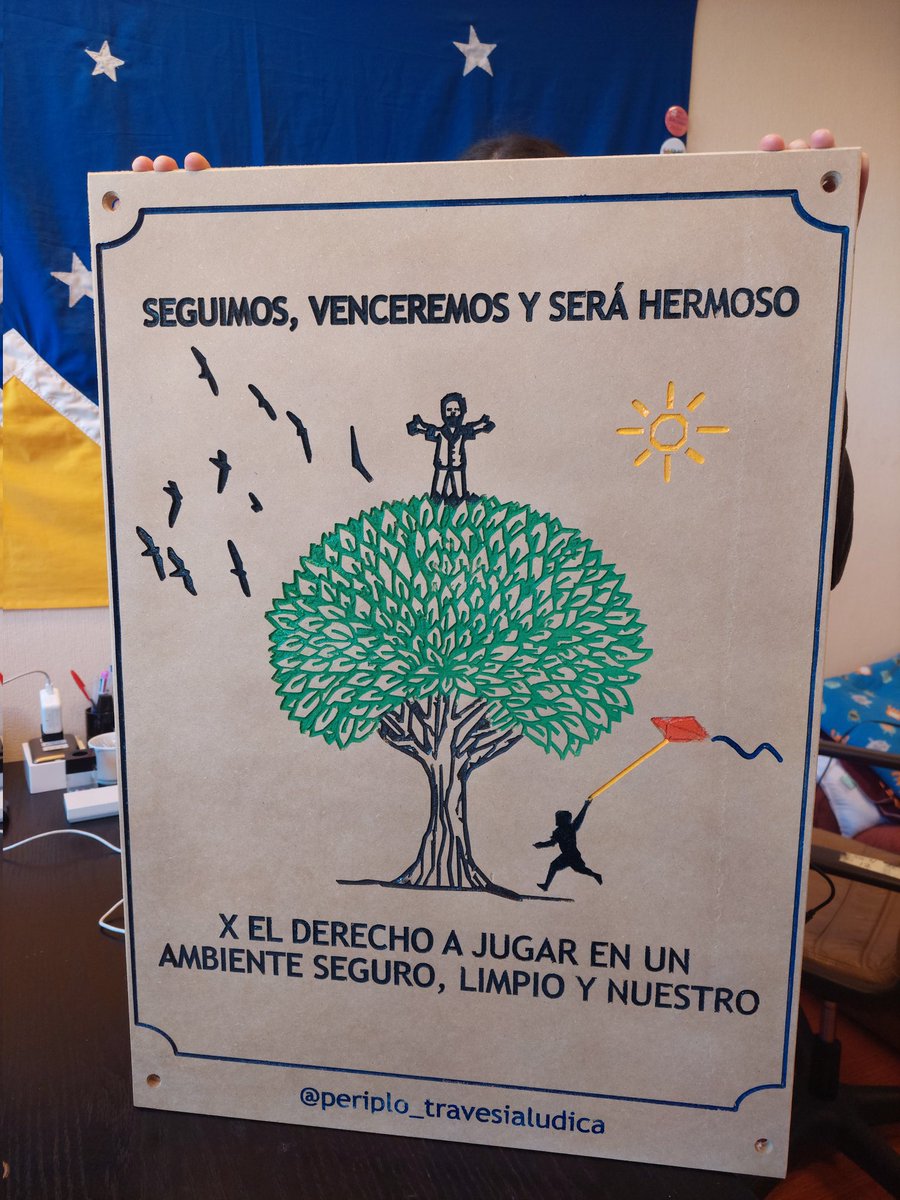 SEGUIMOS, VENCEREMOS Y SERÁ HERMOSO
X EL DERECHO A JUGAR EN UN
AMBIENTE SEGURO, LIMPIO Y NUESTRO
@periplo_travesialudica